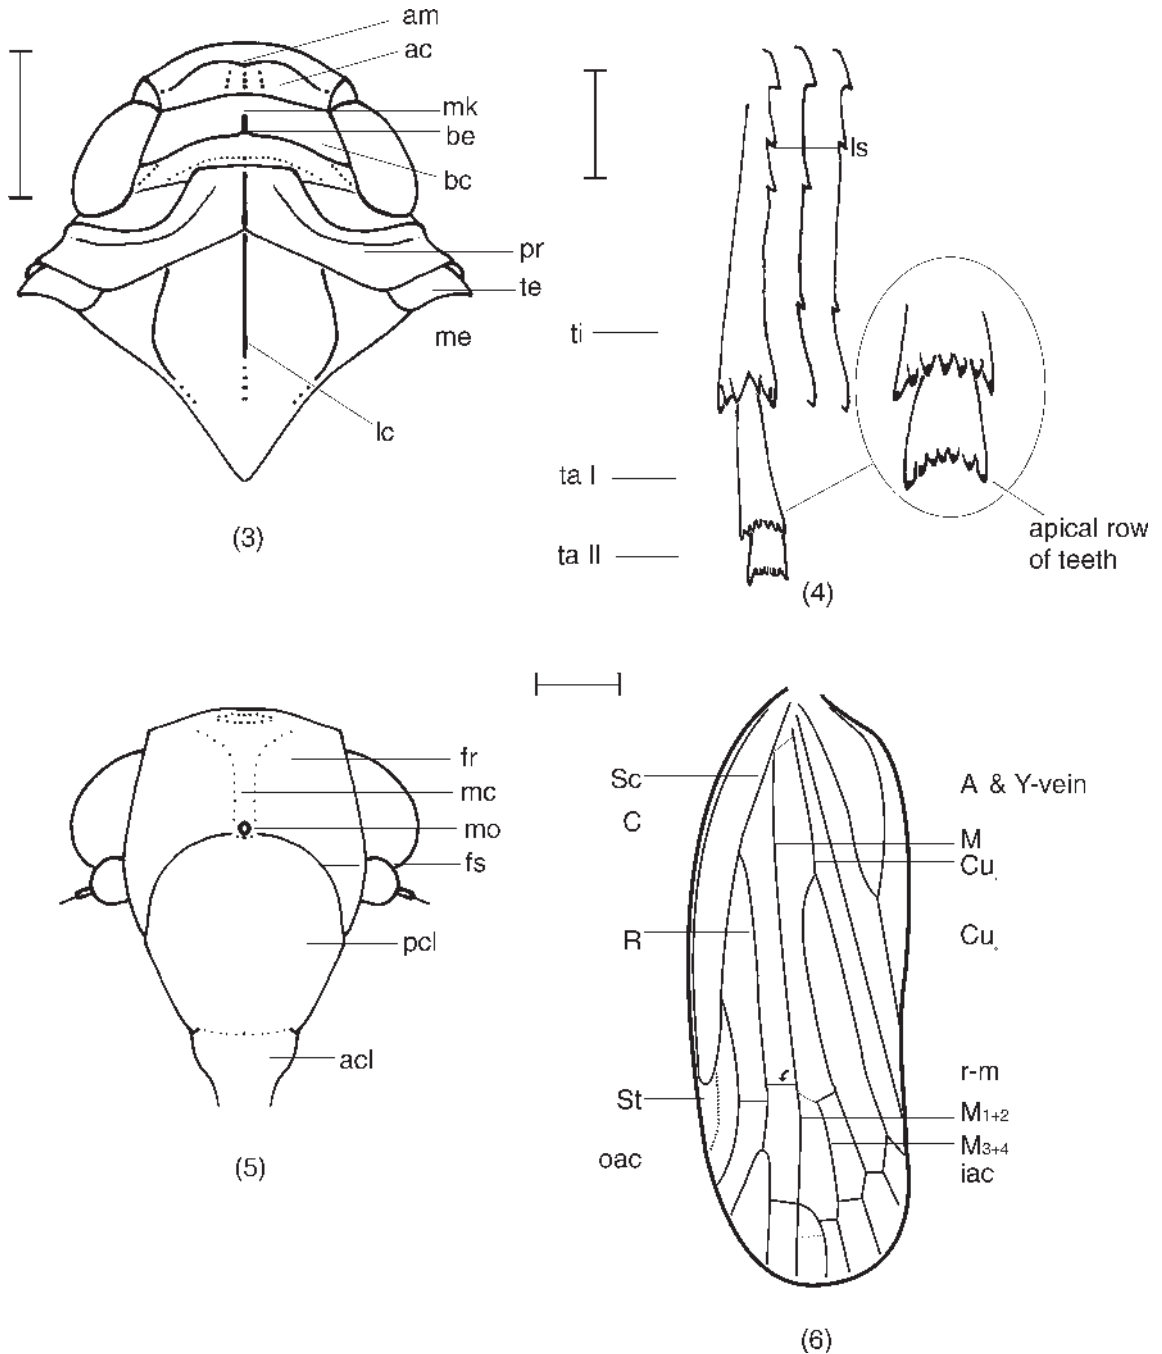 am
ac
mk
be
bc
pr
te
me
lc
(3)
ls
ti
ta I
ta II
apical row
of teeth
(4)
fr
mc
mo
fs
pcl
acl
(5)
Sc
C
R
St
oac
A & Y-vein
M
Cu
Cu
r-m
M1+2
M3+4
iac
(6)